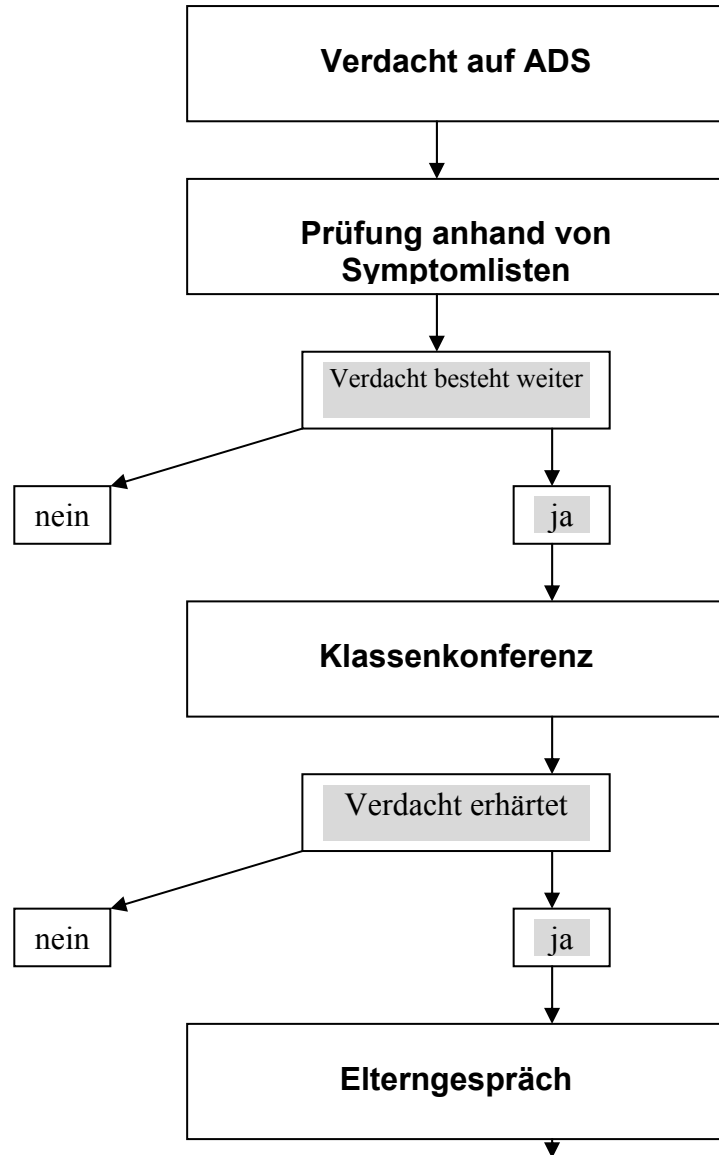 Verdacht auf ADS
Prüfung anhand von
Symptomlisten
Verdacht besteht weiter
nein
ja
Klassenkonferenz
Verdacht erhärtet
nein
ja
Elterngespräch